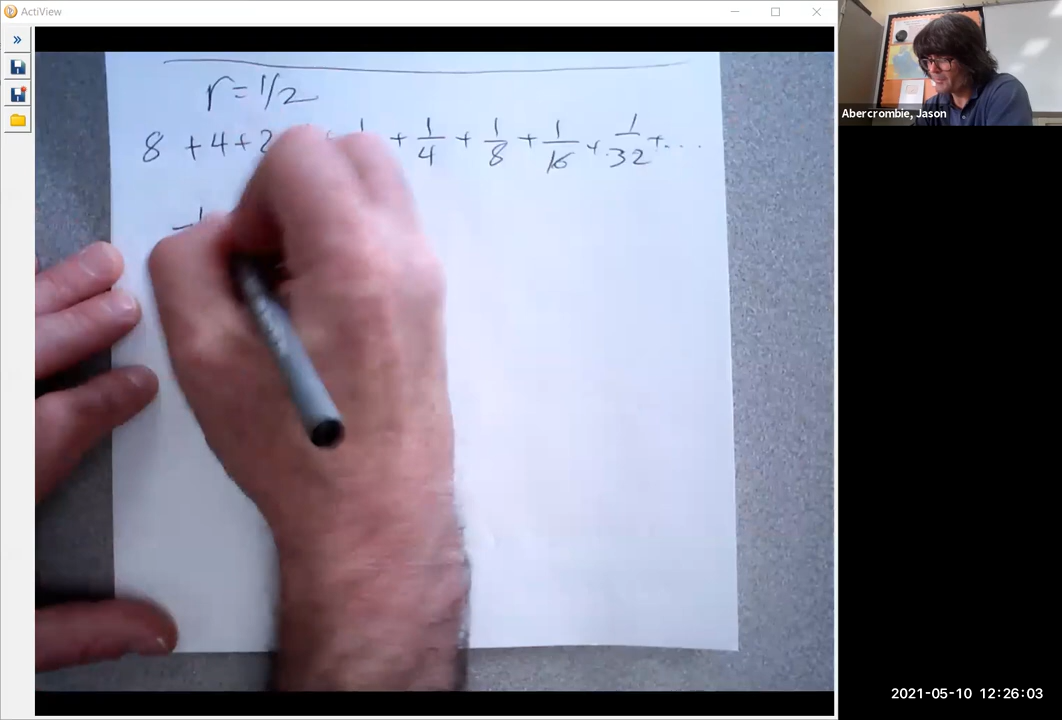 ActiView
r = 1/2
8 + 4 + 2 + 1/4 + 1/8 + 1/16 + 1/32 + ...
Abercrombie, Jason
2021-05-10 12:26:03